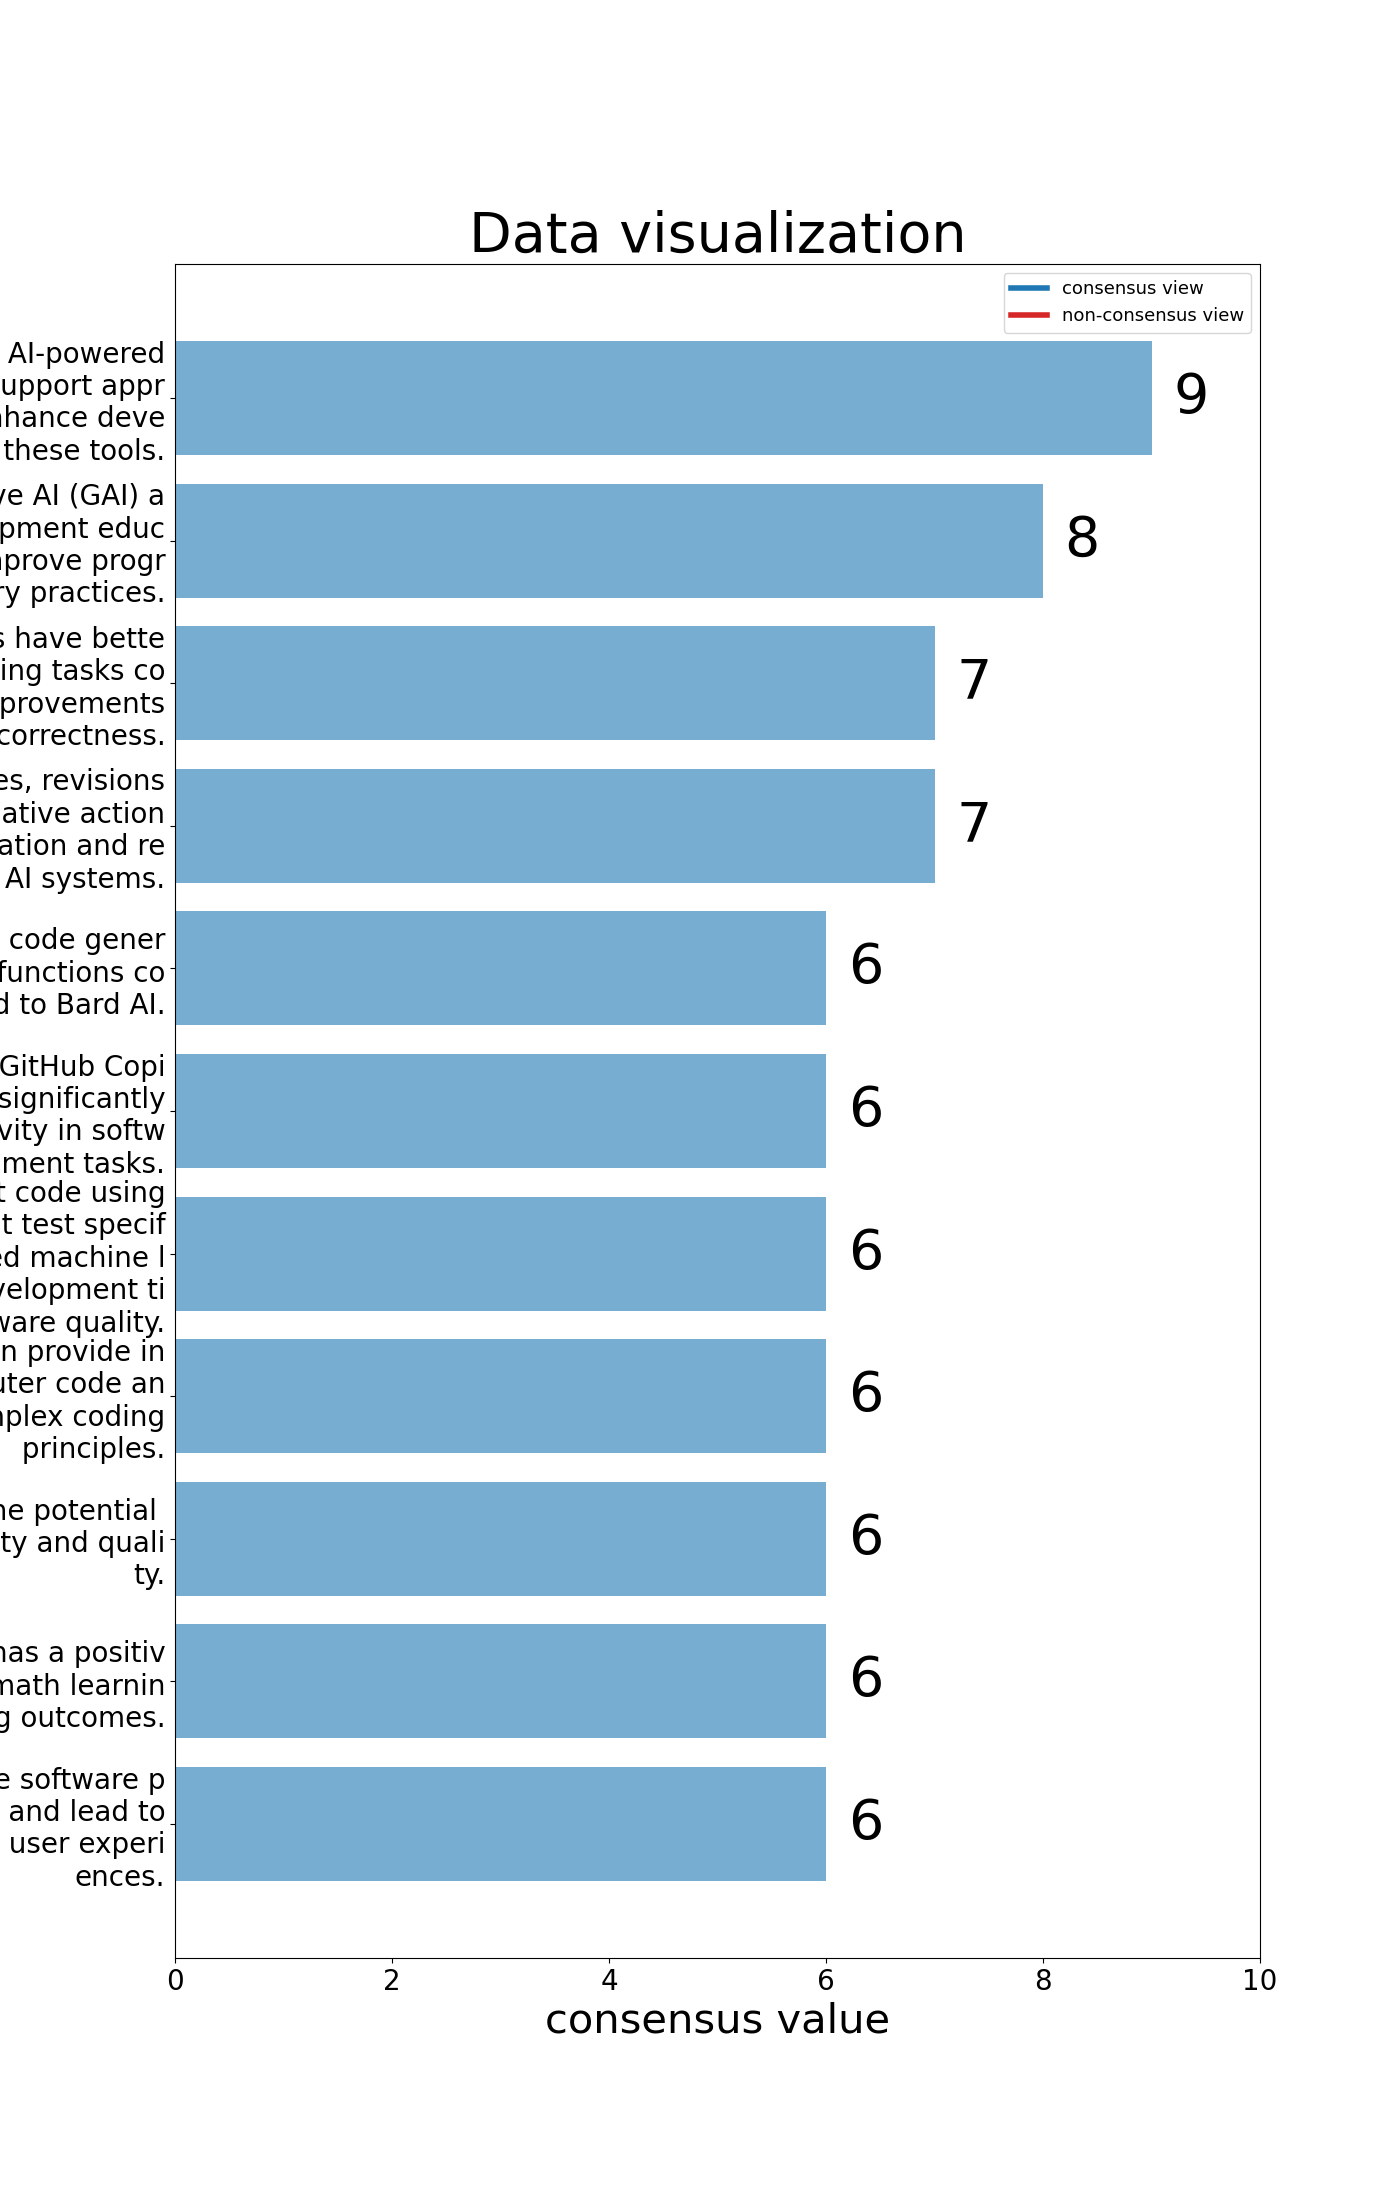 Data visualization
consensus view
non-consensus view
AI-powered
upport appr
hance deve
these tools.
9
ve AI (GAI) a
pment educ
prove progr
ry practices.
8
s have bette
ing tasks co
provements
correctness.
7
es, revisions
ative action
ation and re
AI systems.
7
code gener
functions co
d to Bard AI.
6
GitHub Copi
significantly
vity in softw
ment tasks.
6
t code using
t test specif
ed machine l
velopment ti
ware quality.
6
n provide in
uter code an
nplex coding
principles.
6
he potential
ty and quali
ty.
6
has a positiv
math learnin
g outcomes.
6
e software p
and lead to
user experi
ences.
6
0 2 4 6 8 10
consensus value